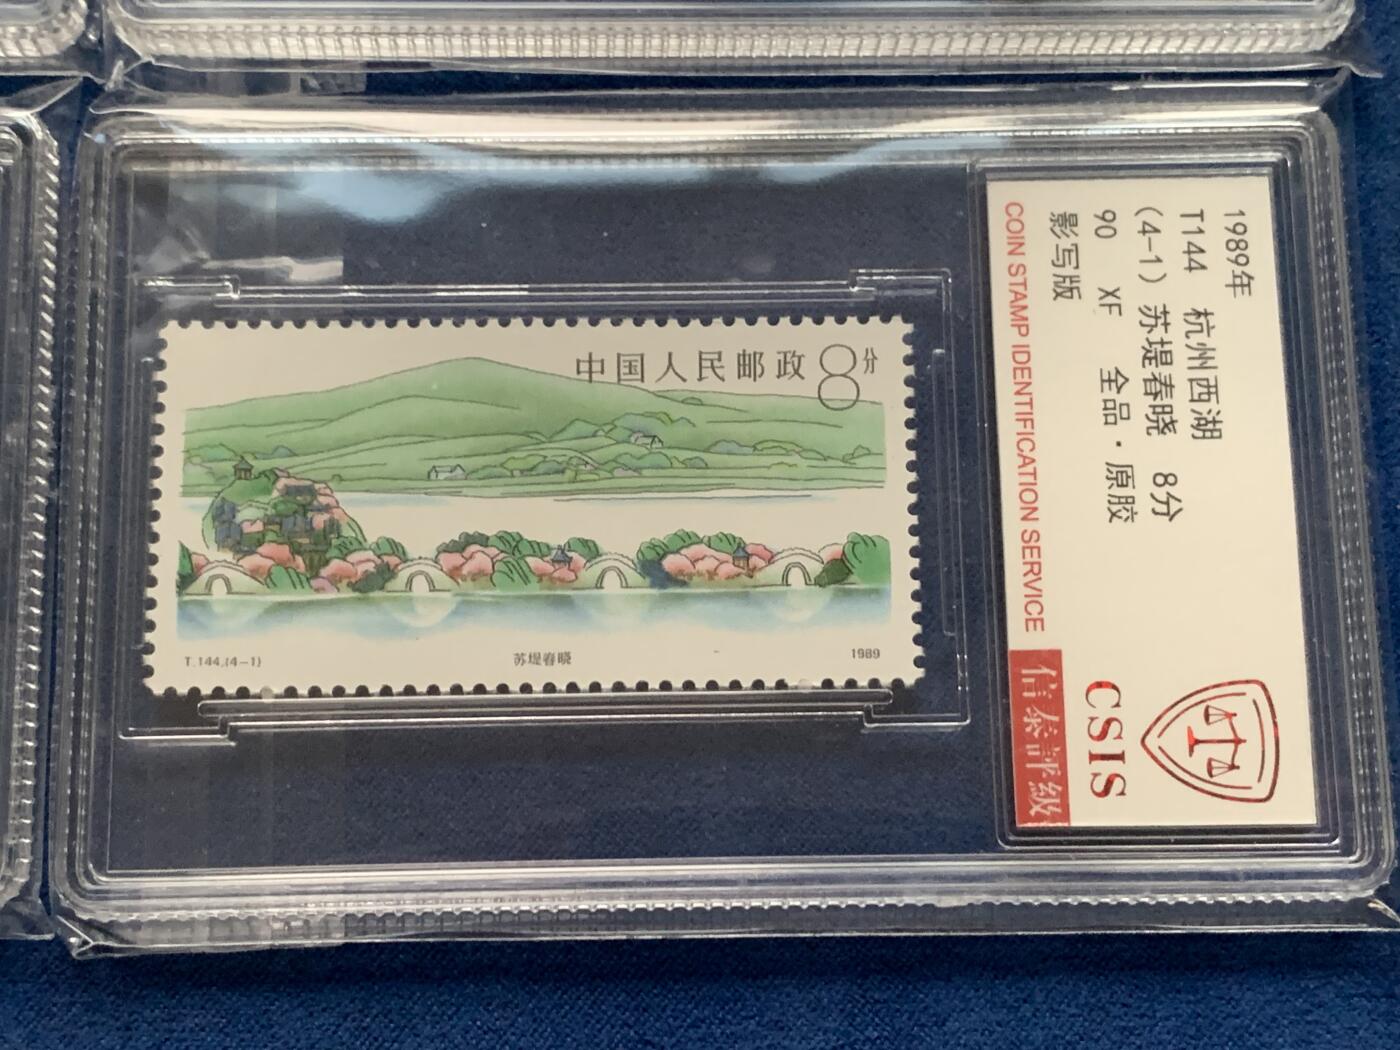 中国人民邮政 8分
T.144.(4-1) 苏堤春晓 1989
1989年
T144 杭州西湖
(4-1) 苏堤春晓 8分
90 XF 全品·原胶
影写版
COIN STAMP IDENTIFICATION SERVICE
CSIS
信泰評級